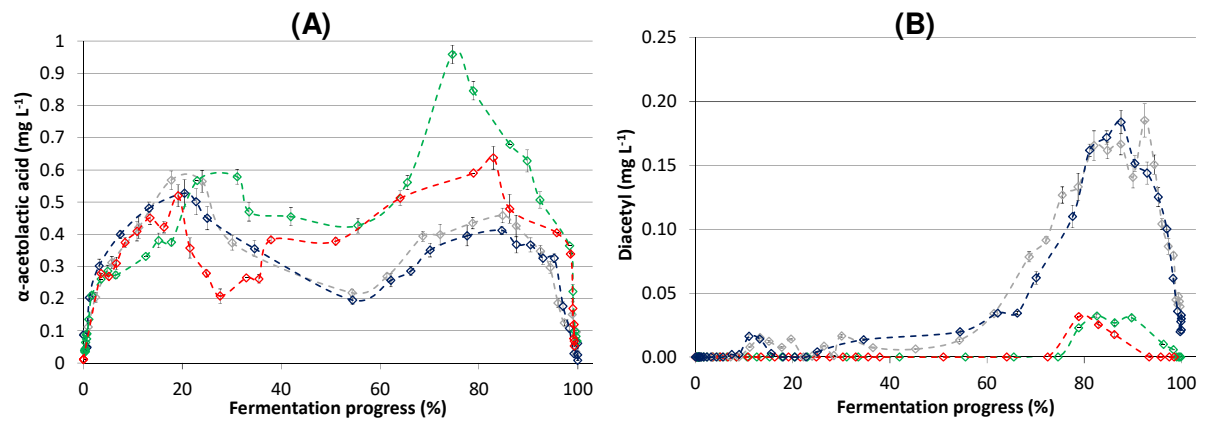 (A)
α-acetolactic acid (mg L-1)
1
0.9
0.8
0.7
0.6
0.5
0.4
0.3
0.2
0.1
0
0 20 40 60 80 100
Fermentation progress (%)
(B)
Diacetyl (mg L-1)
0.25
0.20
0.15
0.10
0.05
0.00
0 20 40 60 80 100
Fermentation progress (%)